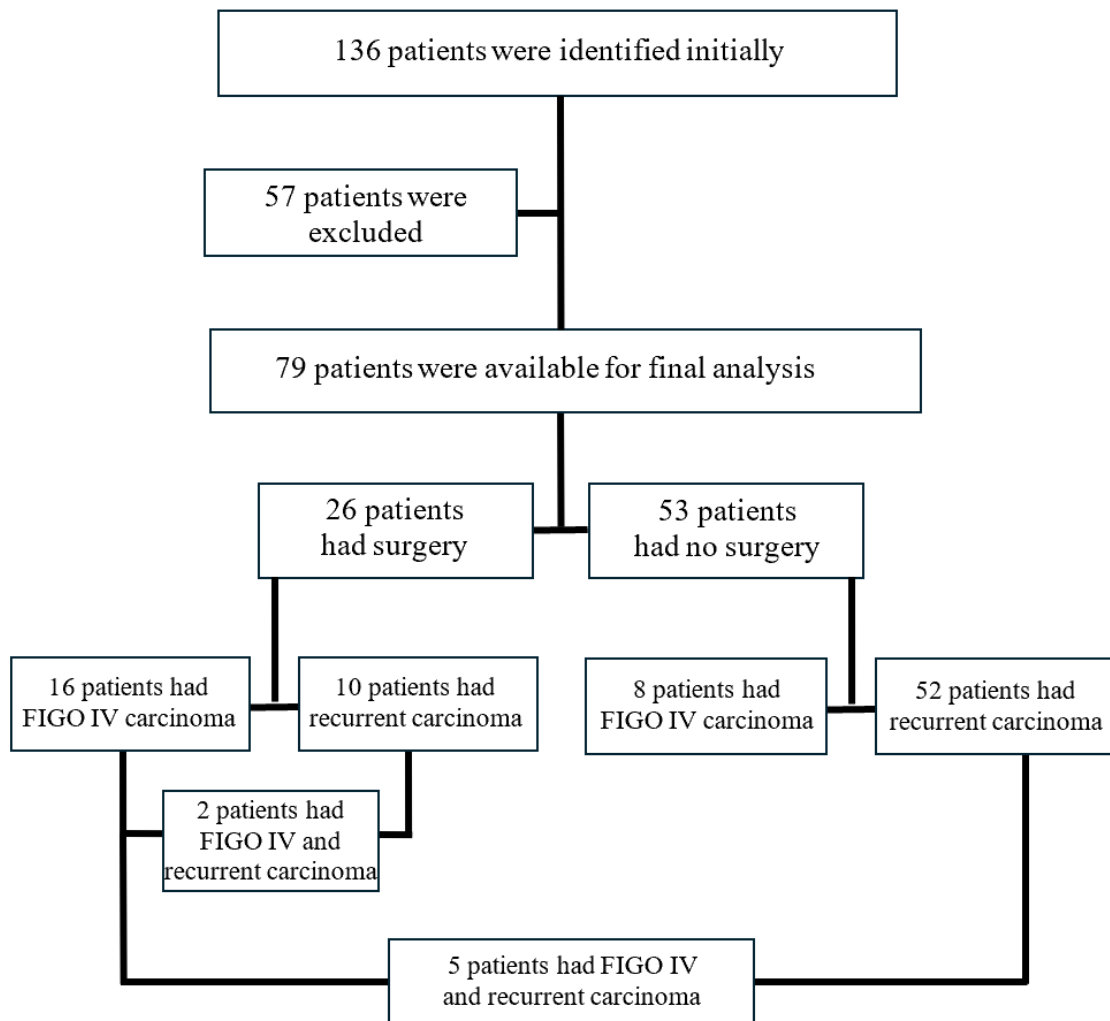 136 patients were identified initially
57 patients were
excluded
79 patients were available for final analysis
26 patients
had surgery
53 patients
had no surgery
16 patients had
FIGO IV carcinoma
10 patients had
recurrent carcinoma
8 patients had
FIGO IV carcinoma
52 patients had
recurrent carcinoma
2 patients had
FIGO IV and
recurrent carcinoma
5 patients had FIGO IV
and recurrent carcinoma